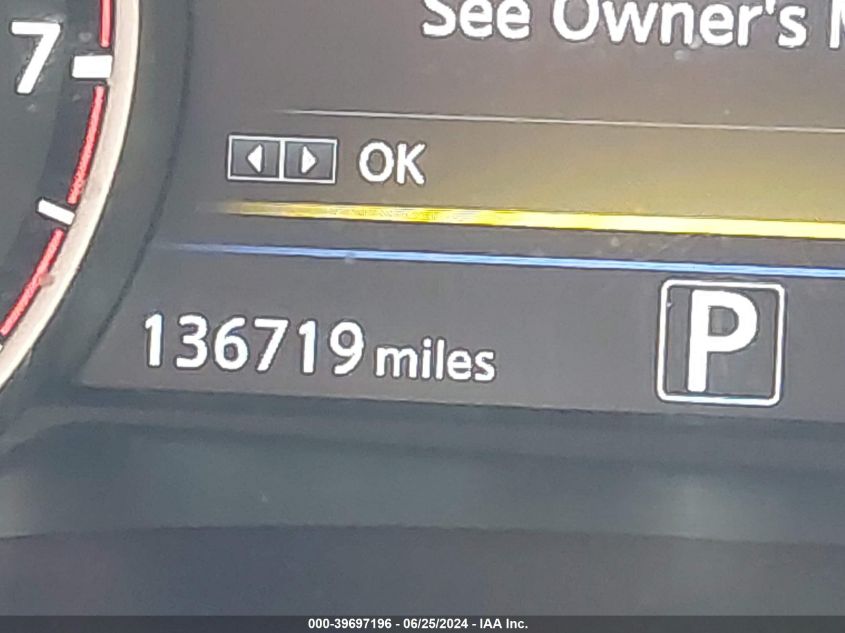 7
See Owner's M
OK
136719 miles
P
000-39697196 - 06/25/2024 - IAA Inc.